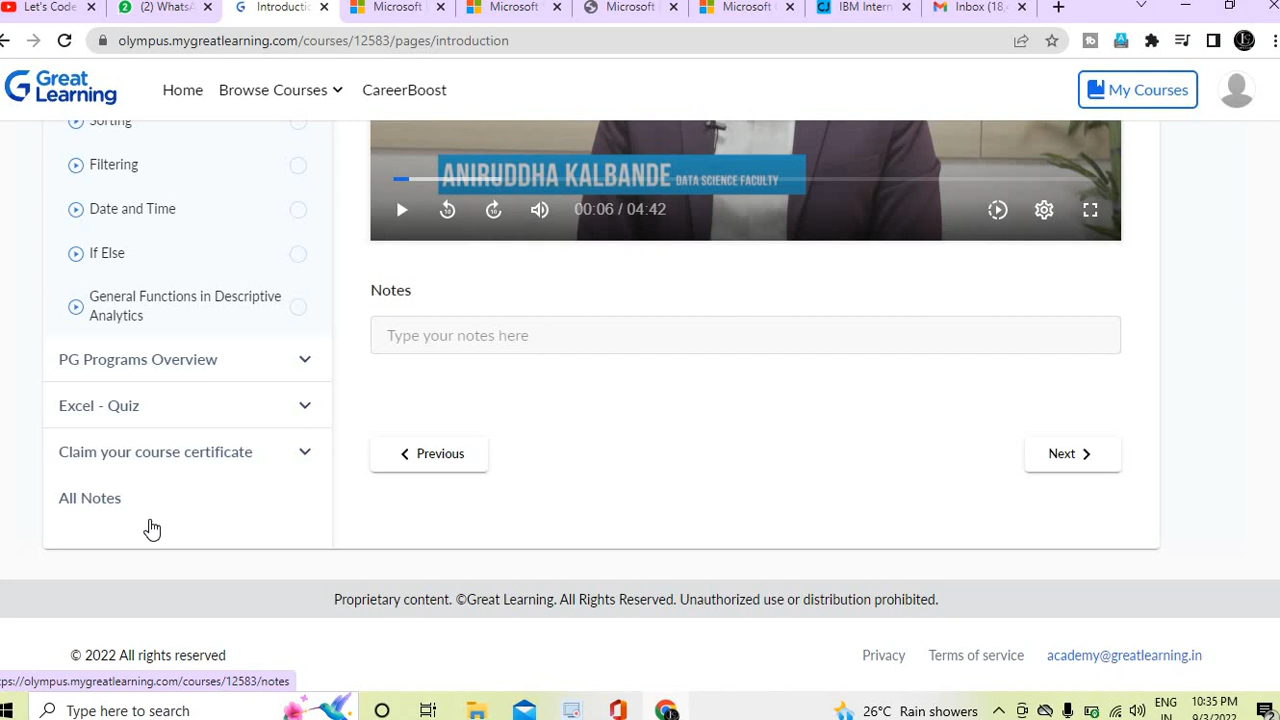 Let's Code
(2) WhatsA
Introductic
Microsoft
Microsoft
Microsoft
Microsoft
IBM Intern
Inbox (18,
olympus.mygreatlearning.com/courses/12583/pages/introduction
Great Learning
Home
Browse Courses
CareerBoost
My Courses
Sorting
Filtering
Date and Time
If Else
General Functions in Descriptive
Analytics
PG Programs Overview
Excel - Quiz
Claim your course certificate
All Notes
ANIRUDDHA KALBANDE DATA SCIENCE FACULTY
00:06 / 04:42
Notes
Type your notes here
Previous
Next
Proprietary content. ©Great Learning. All Rights Reserved. Unauthorized use or distribution prohibited.
© 2022 All rights reserved
Privacy
Terms of service
academy@greatlearning.in
tps://olympus.mygreatlearning.com/courses/12583/notes
Type here to search
26°C Rain showers
ENG
IN
10:35 PM
9/3/2022